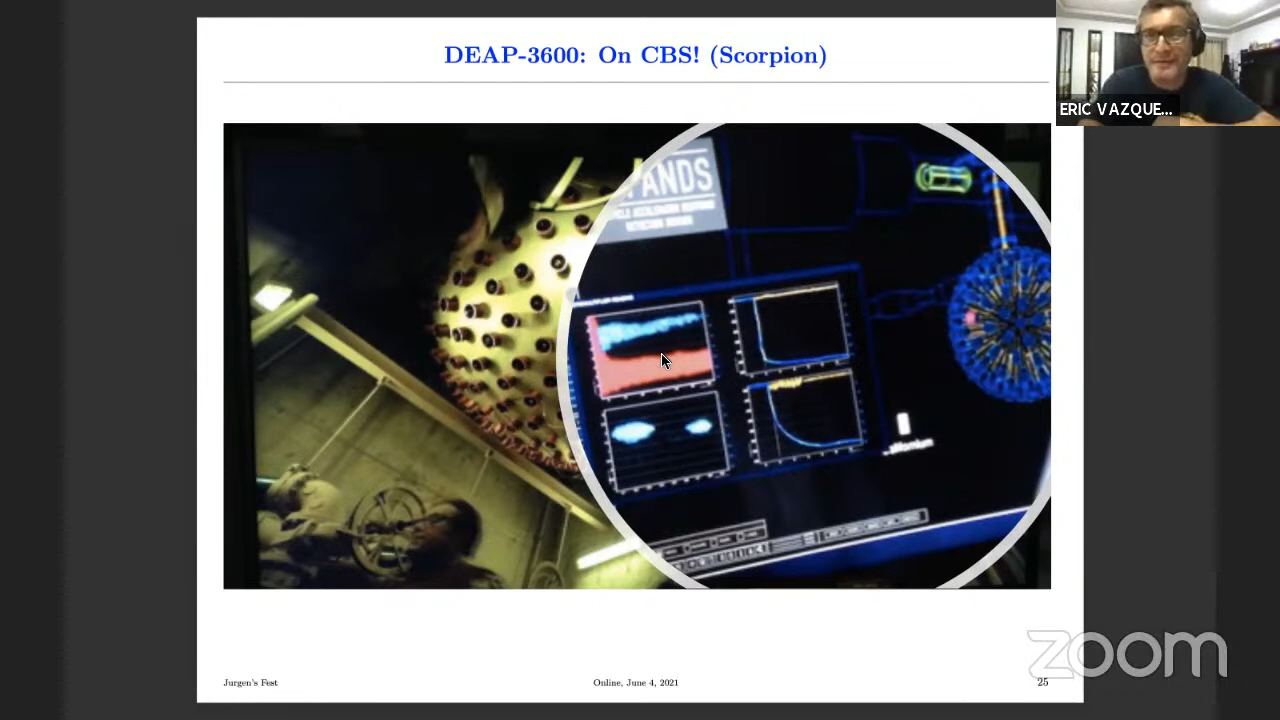 DEAP-3600: On CBS! (Scorpion)
ERIC VAZQUE...
ANDS
Jurgen's Fest
Online, June 4, 2021
25
zoom